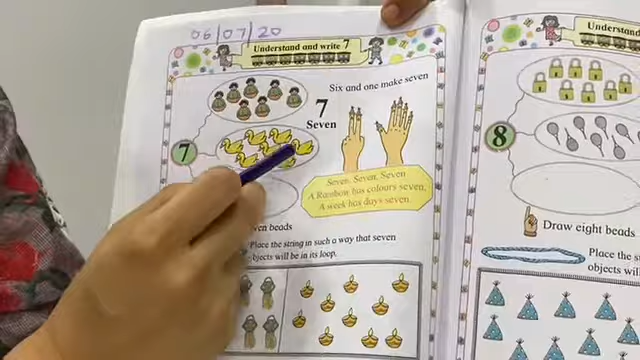 06/07/20
Understand and write 7
Six and one make seven
7
Seven
7
Seven, Seven, Seven
A Rainbow has colours seven,
A week has days seven.
beads
Place the string in such a way that seven
objects will be in its loop.
Understand
8
Draw eight beads
Place the
objects will